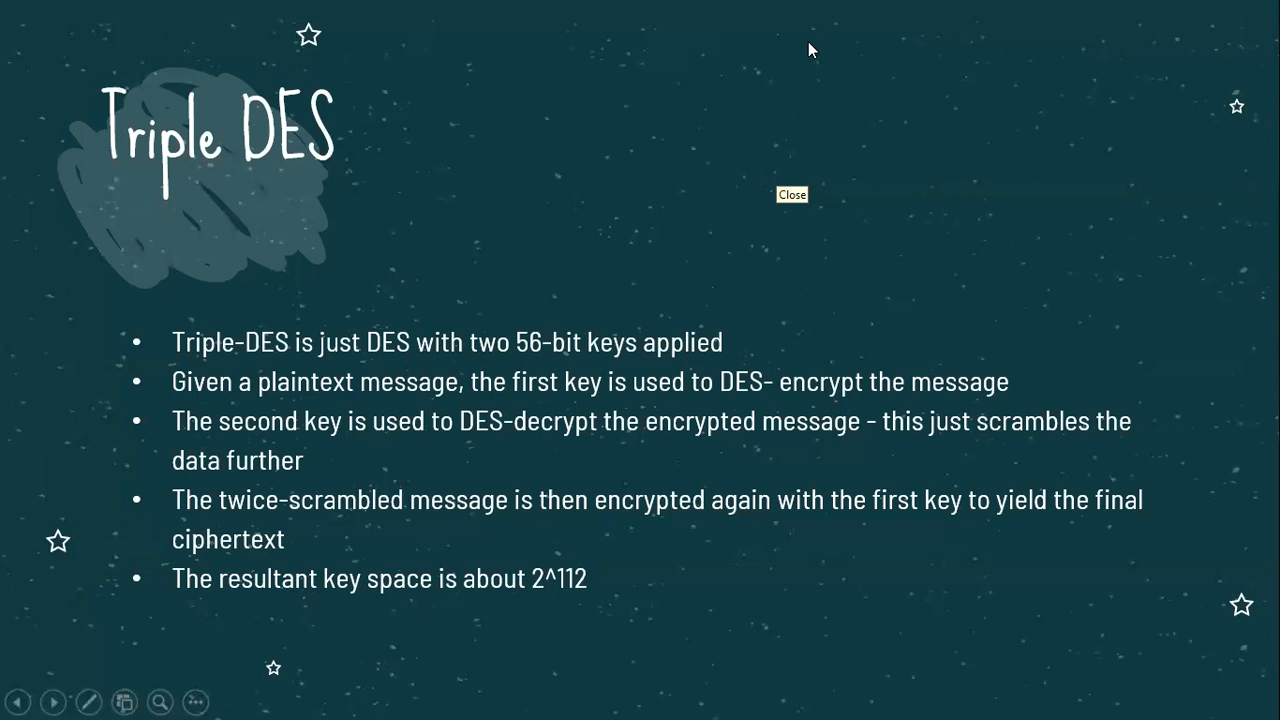 Triple DES
Close
• Triple-DES is just DES with two 56-bit keys applied
• Given a plaintext message, the first key is used to DES- encrypt the message
• The second key is used to DES-decrypt the encrypted message - this just scrambles the
data further
• The twice-scrambled message is then encrypted again with the first key to yield the final
ciphertext
• The resultant key space is about 2^112